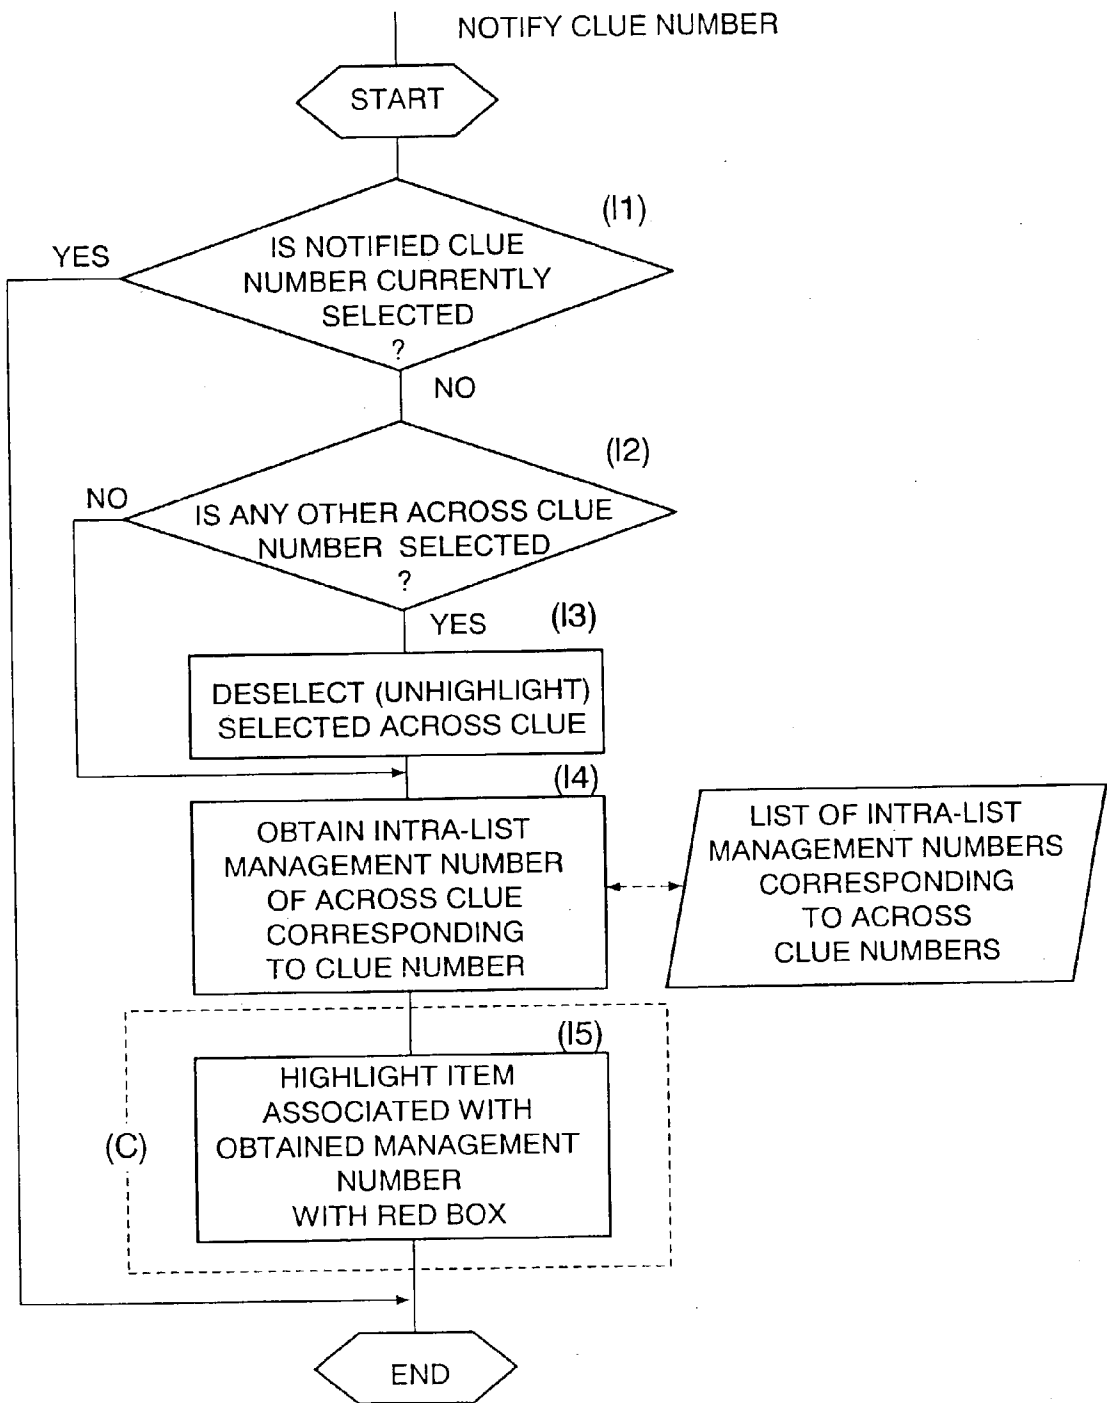 NOTIFY CLUE NUMBER
START
(I1)
YES
IS NOTIFIED CLUE
NUMBER CURRENTLY
SELECTED
?
NO
(I2)
NO
IS ANY OTHER ACROSS CLUE
NUMBER SELECTED
?
YES
(I3)
DESELECT (UNHIGHLIGHT)
SELECTED ACROSS CLUE
(I4)
OBTAIN INTRA-LIST
MANAGEMENT NUMBER
OF ACROSS CLUE
CORRESPONDING
TO CLUE NUMBER
LIST OF INTRA-LIST
MANAGEMENT NUMBERS
CORRESPONDING
TO ACROSS
CLUE NUMBERS
(I5)
HIGHLIGHT ITEM
ASSOCIATED WITH
OBTAINED MANAGEMENT
NUMBER
WITH RED BOX
(C)
END